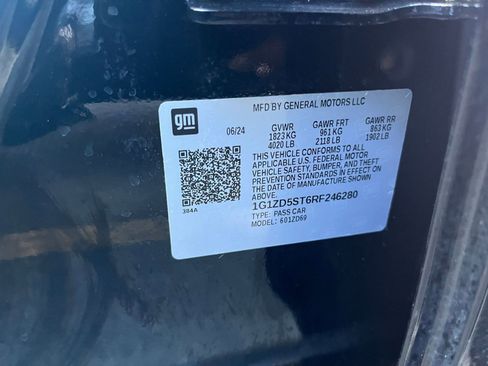 MFD BY GENERAL MOTORS LLC
gm
06/24
GVWR GAWR FRT GAWR RR
1823 KG 961 KG 863 KG
4020 LB 2118 LB 1902 LB
THIS VEHICLE CONFORMS TO ALL
APPLICABLE U.S. FEDERAL MOTOR
VEHICLE SAFETY, BUMPER, AND THEFT
PREVENTION STANDARDS IN EFFECT ON
THE DATE OF MANUFACTURE SHOWN
ABOVE.
384A
1G1ZD5ST6RF246280
TYPE: PASS CAR
MODEL: 601ZD69